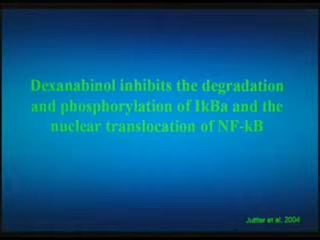 Dexanabinol inhibits the degradation
and phosphorylation of IkBa and the
nuclear translocation of NF-kB
Juttler et al, 2004